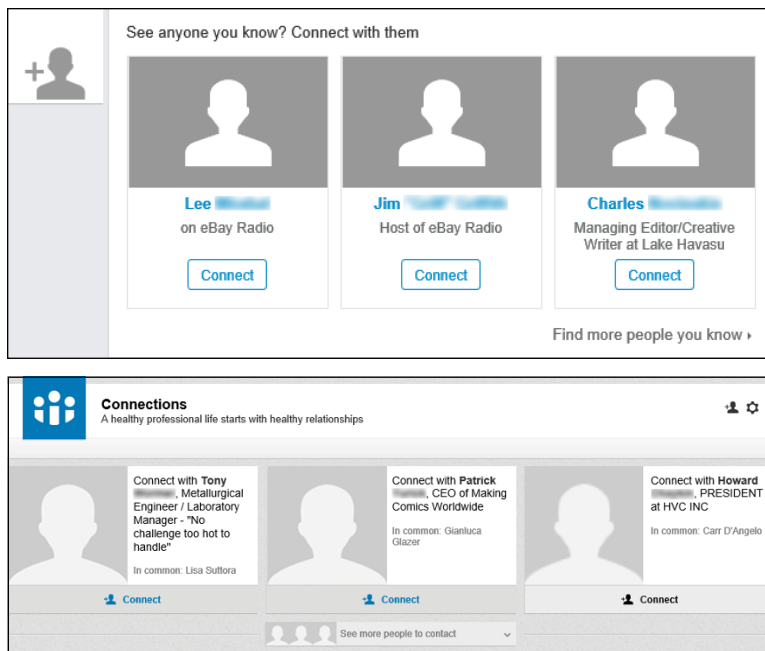 See anyone you know? Connect with them
Lee
on eBay Radio
Connect
Jim
Host of eBay Radio
Connect
Charles
Managing Editor/Creative
Writer at Lake Havasu
Connect
Find more people you know
Connections
A healthy professional life starts with healthy relationships
Connect with Tony
, Metallurgical
Engineer / Laboratory
Manager - "No
challenge too hot to
handle"
In common: Lisa Suttora
Connect
Connect with Patrick
, CEO of Making
Comics Worldwide
In common: Gianluca
Glazer
Connect
Connect with Howard
, PRESIDENT
at HVC INC
In common: Carr D'Angelo
Connect
See more people to contact